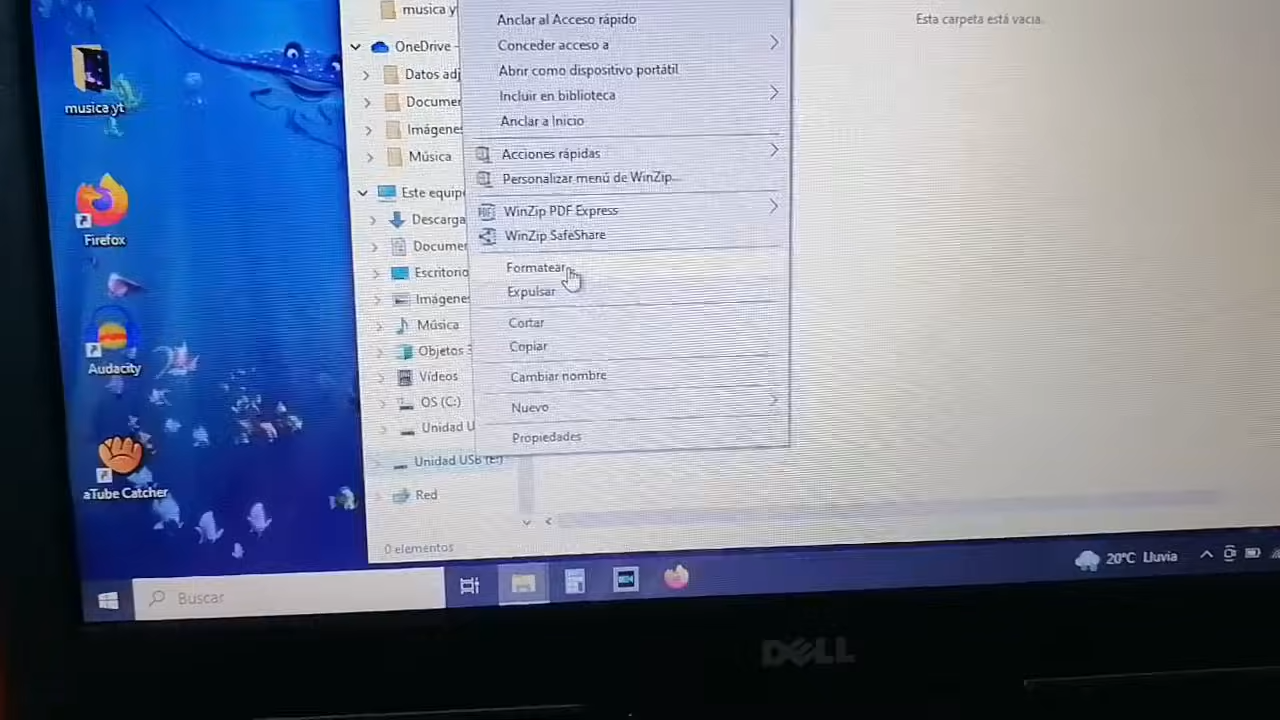 musica yt
Firefox
Audacity
aTube Catcher
musica y
OneDrive -
Datos adj
Documen
Imágenes
Música
Este equip
Descarga
Docume
Escritorio
Imágene
Música
Objetos 3
Vídeos
OS (C:)
Unidad U
Unidad USB (E:)
Red
0 elementos
Anclar al Acceso rápido
Conceder acceso a
Abrir como dispositivo portátil
Incluir en biblioteca
Anclar a Inicio
Acciones rápidas
Personalizar menú de WinZip...
WinZip PDF Express
WinZip SafeShare
Formatear
Expulsar
Cortar
Copiar
Cambiar nombre
Nuevo
Propiedades
Esta carpeta está vacía.
Buscar
20°C Lluvia
DELL